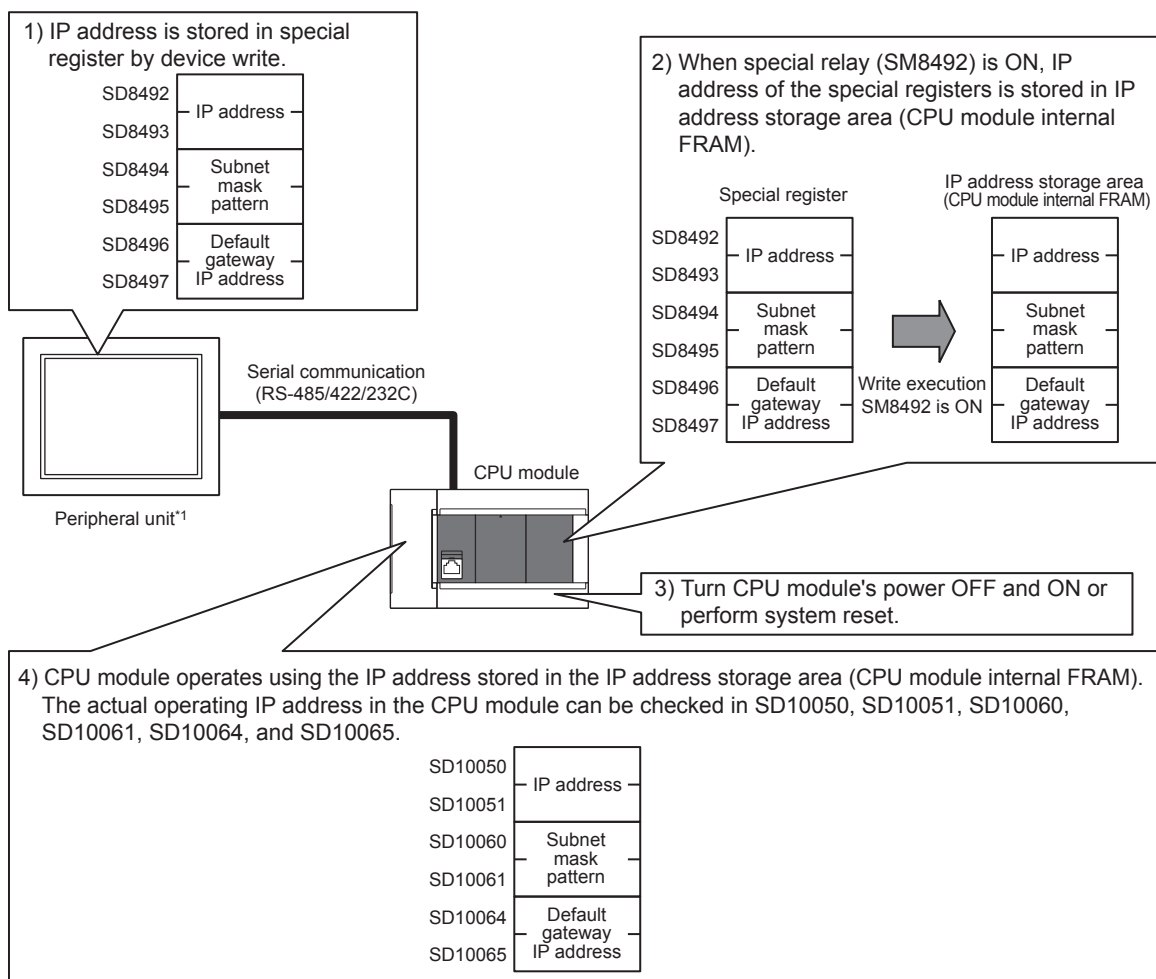 1) IP address is stored in special
register by device write.
SD8492
IP address
SD8493
SD8494
Subnet
mask
pattern
SD8495
SD8496
Default
gateway
IP address
SD8497
2) When special relay (SM8492) is ON, IP
address of the special registers is stored in IP
address storage area (CPU module internal
FRAM).
Special register
IP address storage area
(CPU module internal FRAM)
SD8492
IP address
SD8493
SD8494
Subnet
mask
pattern
SD8495
SD8496
Default
gateway
IP address
SD8497
Write execution
SM8492 is ON
IP address
Subnet
mask
pattern
Default
gateway
IP address
Serial communication
(RS-485/422/232C)
CPU module
Peripheral unit*1
3) Turn CPU module's power OFF and ON or
perform system reset.
4) CPU module operates using the IP address stored in the IP address storage area (CPU module internal FRAM).
The actual operating IP address in the CPU module can be checked in SD10050, SD10051, SD10060,
SD10061, SD10064, and SD10065.
SD10050
IP address
SD10051
SD10060
Subnet
mask
pattern
SD10061
SD10064
Default
gateway
IP address
SD10065